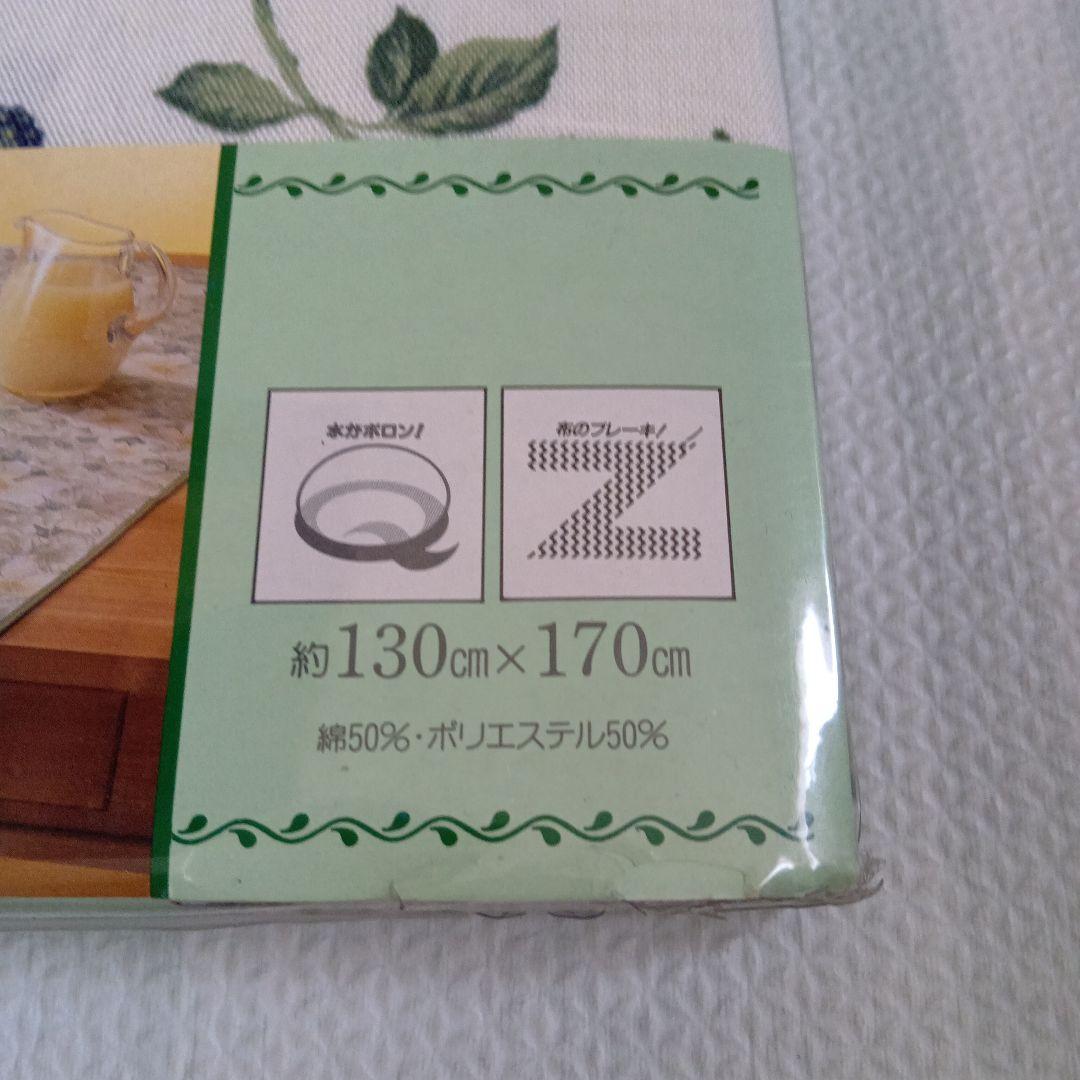 水がポロン!
布のブレーキ!
Q
Z
約130cm×170cm
綿50%・ポリエステル50%